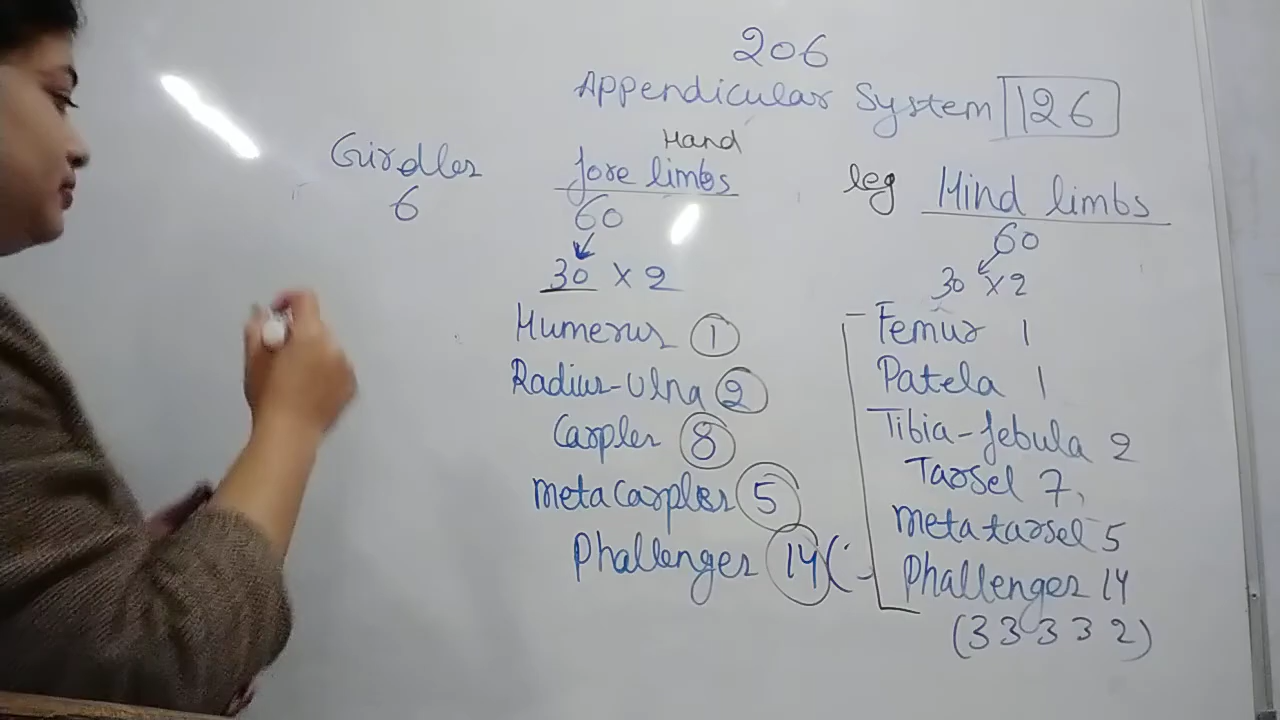 206
Appendicular System 126
Girdles
6
Hand
fore limbs
60
30 x 2
Humerus 1
Radius-Ulna 2
Carples 8
metacarples 5
Phallenges 14(
leg Hind limbs
60
30 x 2
Femur 1
Patela 1
Tibia-febula 2
Tarsel 7,
metatarsel 5
Phallenges 14
(3 3 3 3 2)